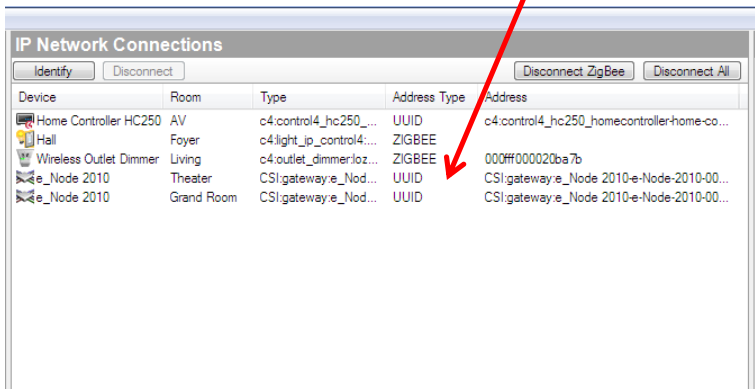 IP Network Connections
Identify Disconnect Disconnect ZigBee Disconnect All
Device Room Type Address Type Address
Home Controller HC250 AV c4:control4_hc250_... UUID c4:control4_hc250_homecontroller-home-co...
Hall Foyer c4:light_ip_control4:... ZIGBEE
Wireless Outlet Dimmer Living c4:outlet_dimmer:loz... ZIGBEE 000fff000020ba7b
e_Node 2010 Theater CSI:gateway:e_Nod... UUID CSI:gateway:e_Node 2010-e-Node-2010-00...
e_Node 2010 Grand Room CSI:gateway:e_Nod... UUID CSI:gateway:e_Node 2010-e-Node-2010-00...